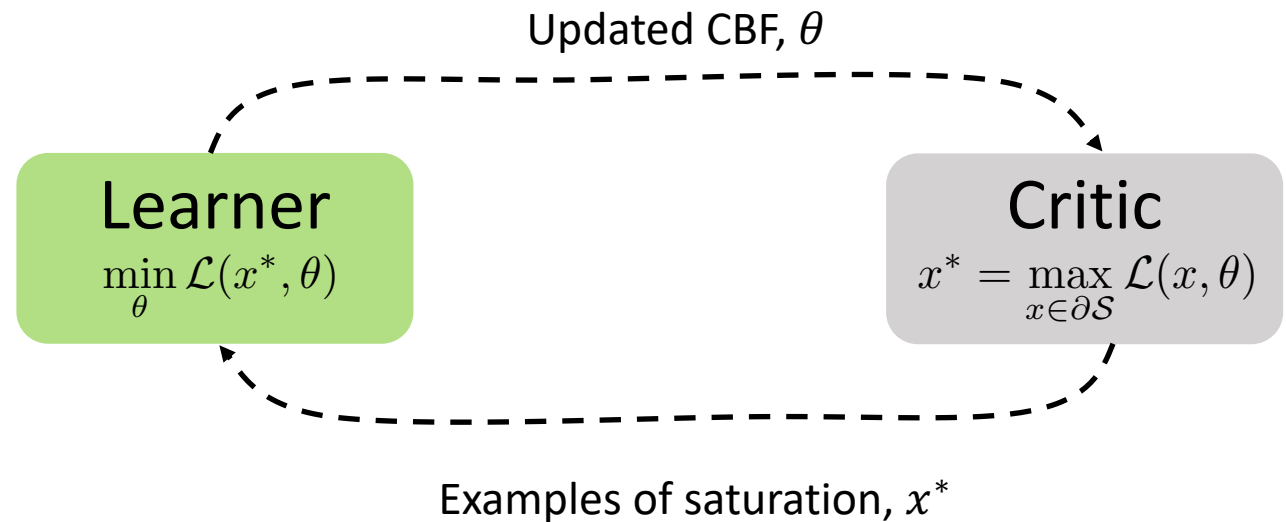 Updated CBF, θ
Learner
min_θ ℒ(x*, θ)
Critic
x* = max_{x∈∂𝒮} ℒ(x, θ)
Examples of saturation, x*